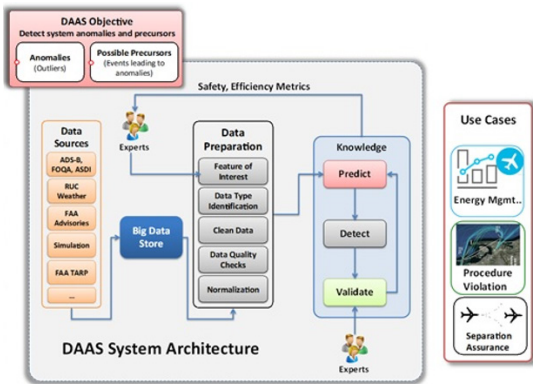 DAAS Objective
Detect system anomalies and precursors
Anomalies
(Outliers)
Possible Precursors
(Events leading to
anomalies)
Safety, Efficiency Metrics
Experts
Data
Sources
ADS-B,
FOQA, ASDI
RUC
Weather
FAA
Advisories
Simulation
FAA TARP
...
Big Data
Store
Data
Preparation
Feature of
Interest
Data Type
Identification
Clean Data
Data Quality
Checks
Normalization
Knowledge
Predict
Detect
Validate
Experts
DAAS System Architecture
Use Cases
Energy Mgmt..
Procedure
Violation
Separation
Assurance